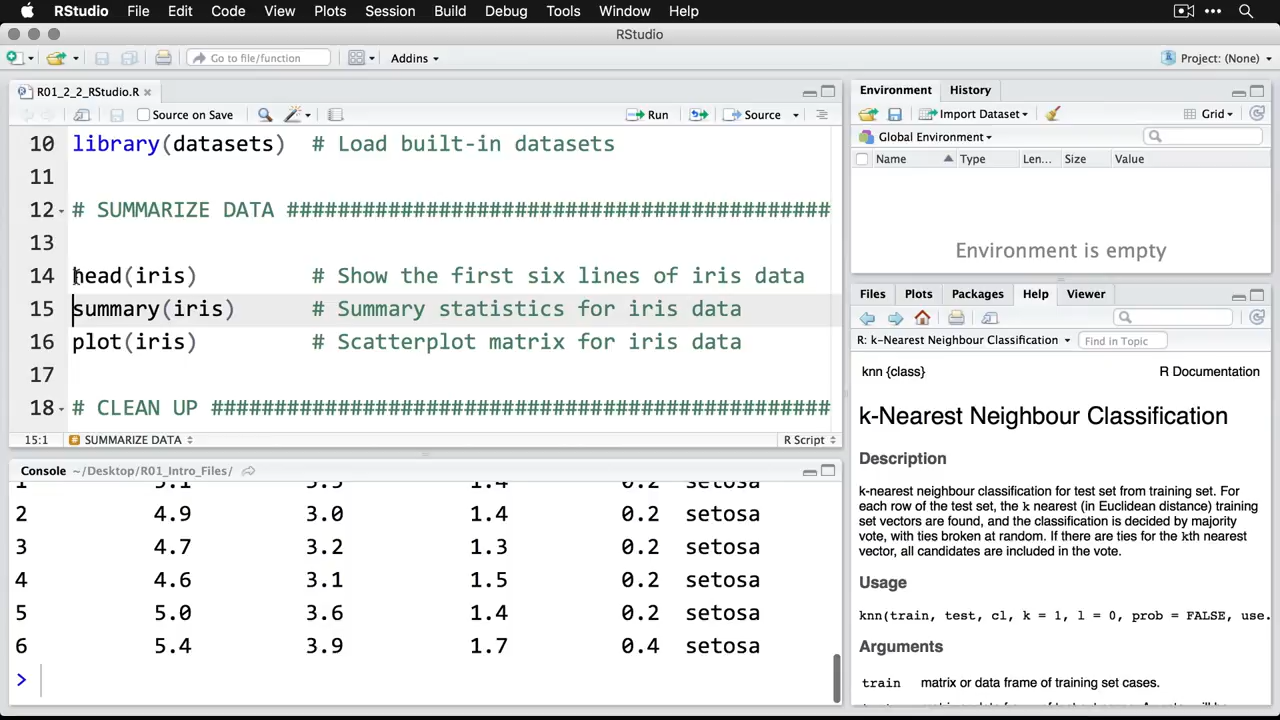 RStudio File Edit Code View Plots Session Build Debug Tools Window Help
RStudio
Go to file/function Addins Project: (None)
R01_2_2_RStudio.R
Source on Save Run Source
10 library(datasets) # Load built-in datasets
11
12 # SUMMARIZE DATA ###########################################
13
14 head(iris) # Show the first six lines of iris data
15 summary(iris) # Summary statistics for iris data
16 plot(iris) # Scatterplot matrix for iris data
17
18 # CLEAN UP #################################################
15:1 # SUMMARIZE DATA R Script
Console ~/Desktop/R01_Intro_Files/
1 5.1 3.5 1.4 0.2 setosa
2 4.9 3.0 1.4 0.2 setosa
3 4.7 3.2 1.3 0.2 setosa
4 4.6 3.1 1.5 0.2 setosa
5 5.0 3.6 1.4 0.2 setosa
6 5.4 3.9 1.7 0.4 setosa
>
Environment History
Import Dataset Grid
Global Environment
Name Type Len... Size Value
Environment is empty
Files Plots Packages Help Viewer
R: k-Nearest Neighbour Classification Find in Topic
knn {class} R Documentation
k-Nearest Neighbour Classification
Description
k-nearest neighbour classification for test set from training set. For
each row of the test set, the k nearest (in Euclidean distance) training
set vectors are found, and the classification is decided by majority
vote, with ties broken at random. If there are ties for the kth nearest
vector, all candidates are included in the vote.
Usage
knn(train, test, cl, k = 1, l = 0, prob = FALSE, use.
Arguments
train matrix or data frame of training set cases.